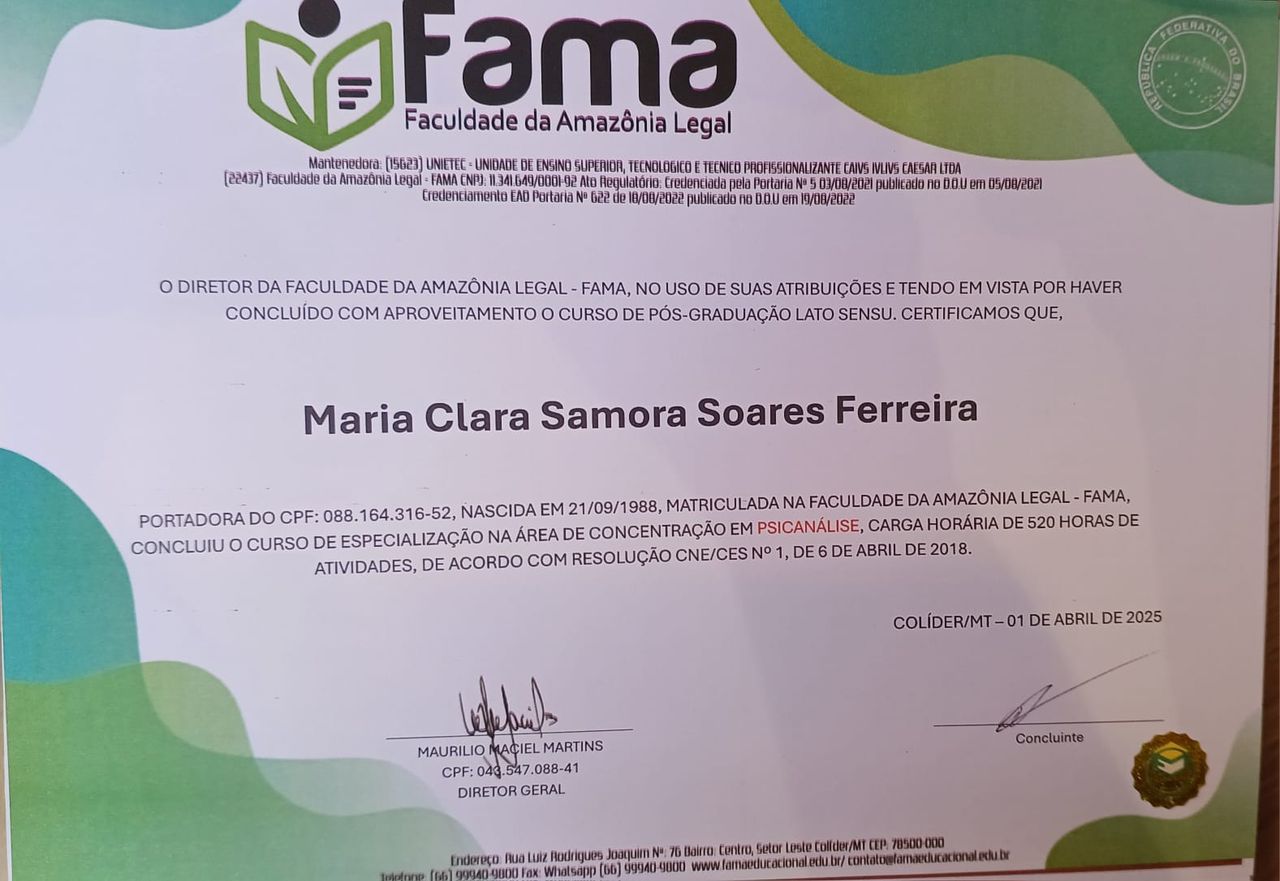 Fama
Faculdade da Amazônia Legal
REPÚBLICA FEDERATIVA DO BRASIL
Mantenedora: (15623) UNIETEC - UNIDADE DE ENSINO SUPERIOR, TECNOLOGICO E TECNICO PROFISSIONALIZANTE CAIVS IVLIVS CAESAR LTDA
(22437) Faculdade da Amazônia Legal - FAMA CNPJ: 11.341.649/0001-92 Ato Regulatório: Credenciada pela Portaria Nº 5 03/08/2021 publicado no D.O.U em 05/08/2021
Credenciamento EAD Portaria Nº 622 de 18/08/2022 publicado no D.O.U em 19/08/2022
O DIRETOR DA FACULDADE DA AMAZÔNIA LEGAL - FAMA, NO USO DE SUAS ATRIBUIÇÕES E TENDO EM VISTA POR HAVER
CONCLUÍDO COM APROVEITAMENTO O CURSO DE PÓS-GRADUAÇÃO LATO SENSU. CERTIFICAMOS QUE,
Maria Clara Samora Soares Ferreira
PORTADORA DO CPF: 088.164.316-52, NASCIDA EM 21/09/1988, MATRICULADA NA FACULDADE DA AMAZÔNIA LEGAL - FAMA,
CONCLUIU O CURSO DE ESPECIALIZAÇÃO NA ÁREA DE CONCENTRAÇÃO EM PSICANÁLISE, CARGA HORÁRIA DE 520 HORAS DE
ATIVIDADES, DE ACORDO COM RESOLUÇÃO CNE/CES Nº 1, DE 6 DE ABRIL DE 2018.
COLÍDER/MT – 01 DE ABRIL DE 2025
MAURILIO MACIEL MARTINS
CPF: 043.547.088-41
DIRETOR GERAL
Concluinte
Endereço: Rua Luiz Rodrigues Joaquim Nº: 76 Bairro: Centro, Setor Leste Colíder/MT CEP: 78500-000
Telefone: (66) 99940-9800 Fax: Whatsapp (66) 99940-9800 www.famaeducacional.edu.br/ contato@famaeducacional.edu.br